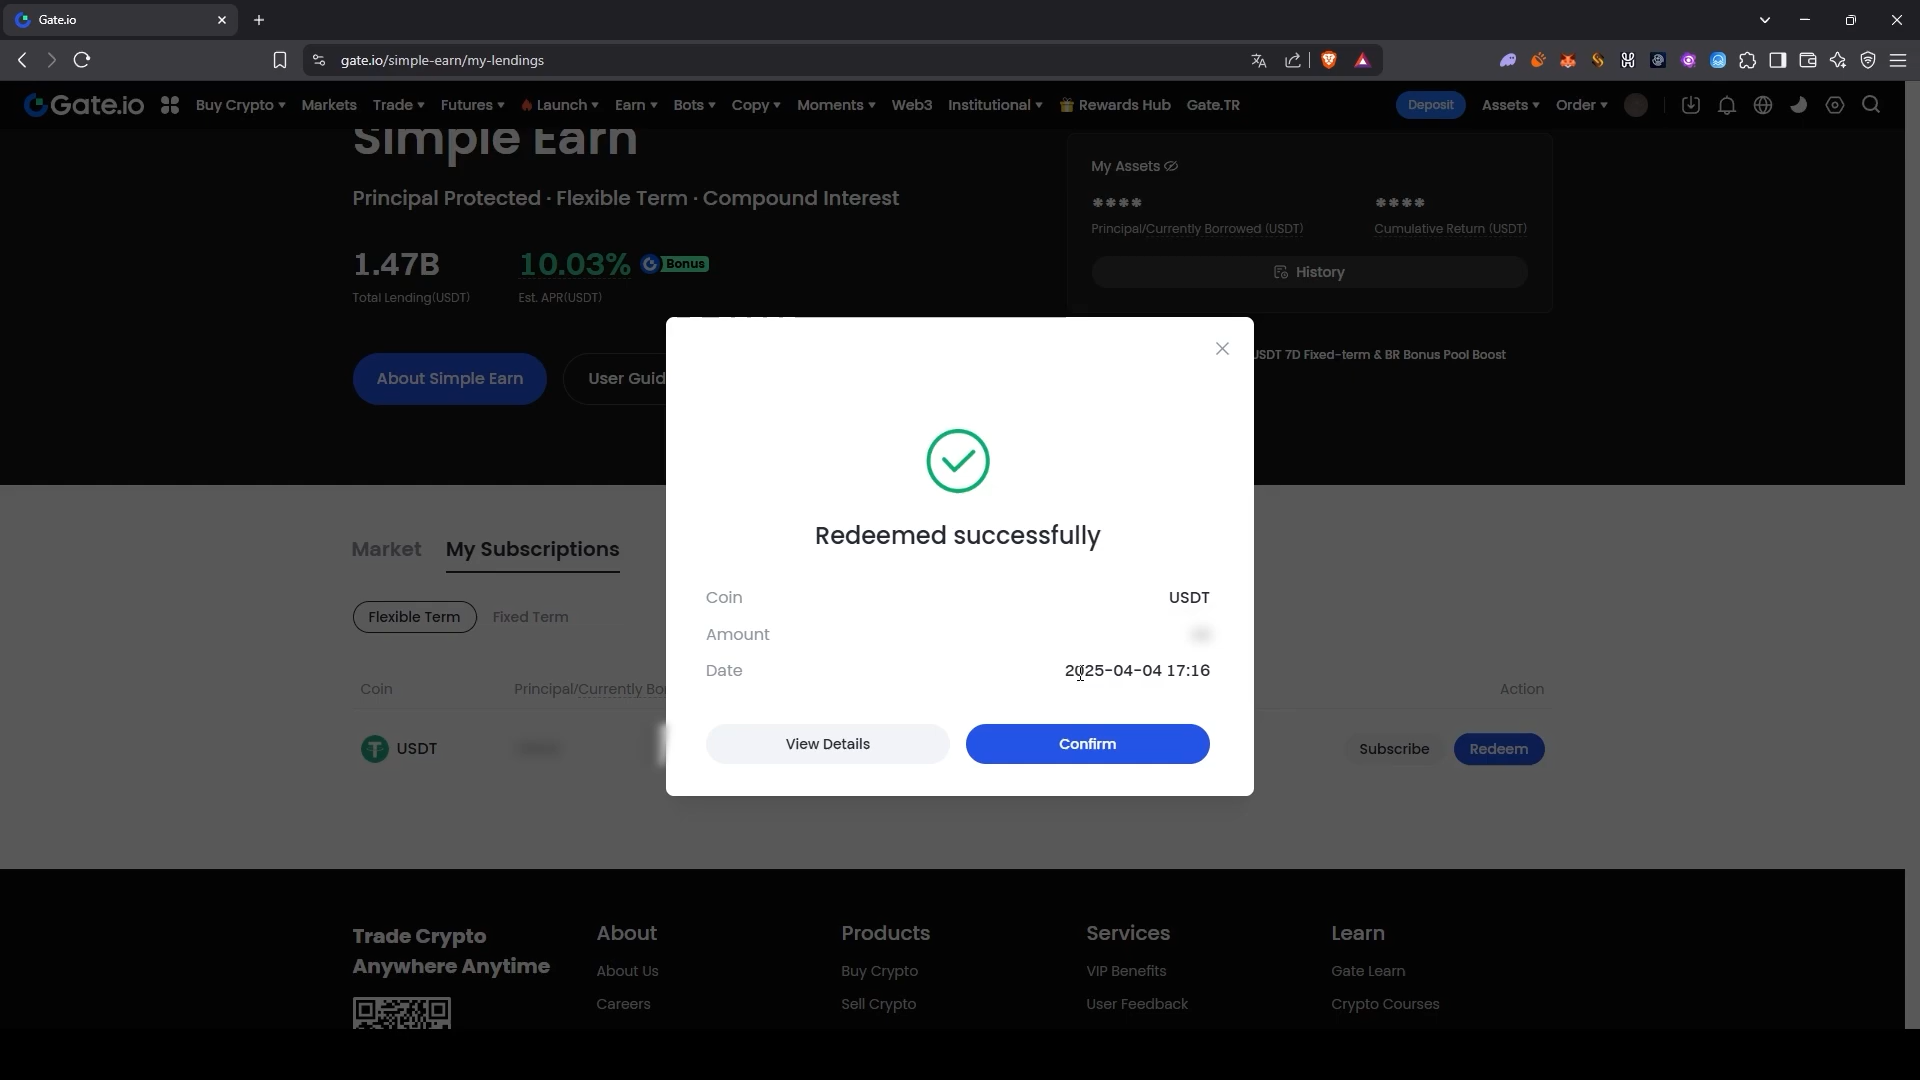 Gate.io
gate.io/simple-earn/my-lendings
Gate.io Buy Crypto Markets Trade Futures Launch Earn Bots Copy Moments Web3 Institutional Rewards Hub Gate.TR Deposit Assets Order
Simple Earn
Principal Protected · Flexible Term · Compound Interest
1.47B 10.03% Bonus
Total Lending(USDT) Est. APR(USDT)
About Simple Earn User Guid
My Assets
**** ****
Principal/Currently Borrowed (USDT) Cumulative Return (USDT)
History
USDT 7D Fixed-term & BR Bonus Pool Boost
Market My Subscriptions
Flexible Term Fixed Term
Coin Principal/Currently Bo Action
USDT Subscribe Redeem
Redeemed successfully
Coin USDT
Amount
Date 2025-04-04 17:16
View Details Confirm
Trade Crypto
Anywhere Anytime
About
About Us
Careers
Products
Buy Crypto
Sell Crypto
Services
VIP Benefits
User Feedback
Learn
Gate Learn
Crypto Courses